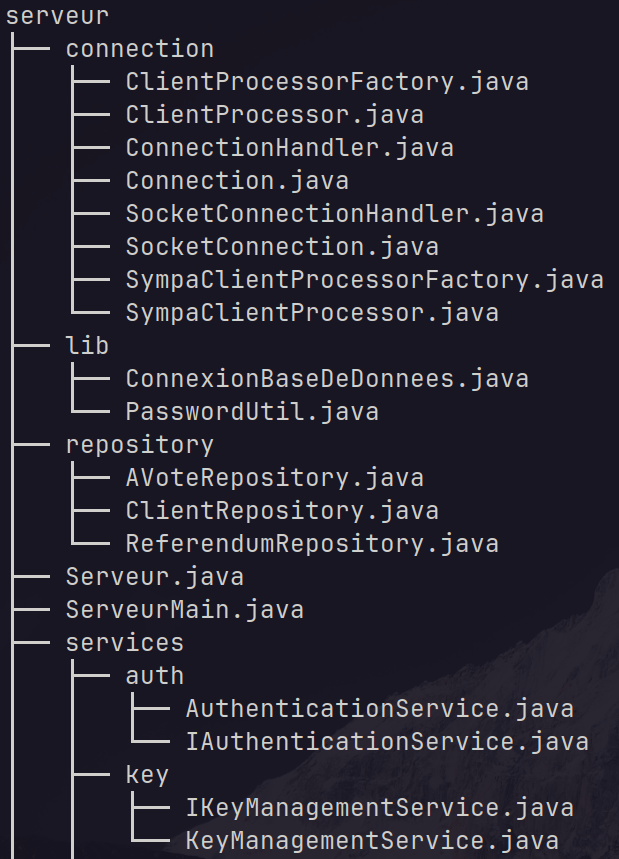 serveur
connection
ClientProcessorFactory.java
ClientProcessor.java
ConnectionHandler.java
Connection.java
SocketConnectionHandler.java
SocketConnection.java
SympaClientProcessorFactory.java
SympaClientProcessor.java
lib
ConnexionBaseDeDonnees.java
PasswordUtil.java
repository
AVoteRepository.java
ClientRepository.java
ReferendumRepository.java
Serveur.java
ServeurMain.java
services
auth
AuthenticationService.java
IAuthenticationService.java
key
IKeyManagementService.java
KeyManagementService.java